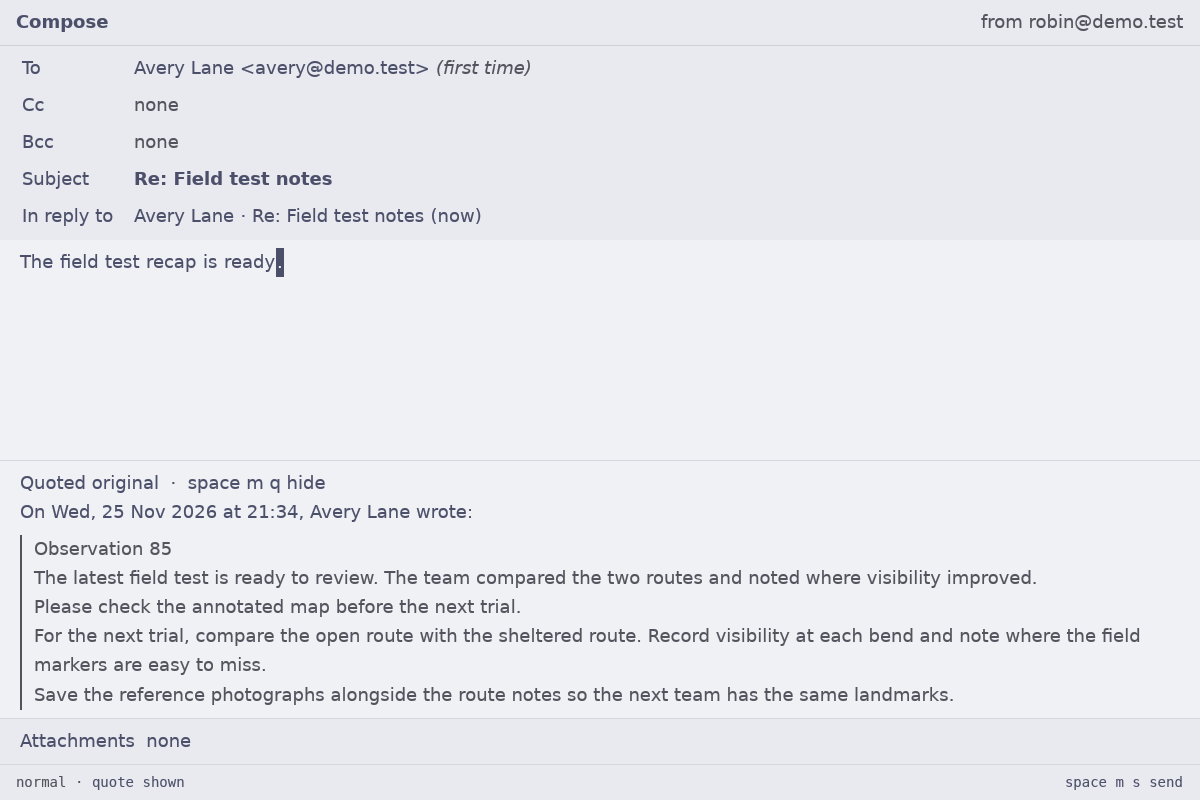 Compose
from robin@demo.test
To Avery Lane <avery@demo.test> (first time)
Cc none
Bcc none
Subject Re: Field test notes
In reply to Avery Lane · Re: Field test notes (now)
The field test recap is ready.
Quoted original · space m q hide
On Wed, 25 Nov 2026 at 21:34, Avery Lane wrote:
Observation 85
The latest field test is ready to review. The team compared the two routes and noted where visibility improved.
Please check the annotated map before the next trial.
For the next trial, compare the open route with the sheltered route. Record visibility at each bend and note where the field
markers are easy to miss.
Save the reference photographs alongside the route notes so the next team has the same landmarks.
Attachments none
normal · quote shown
space m s send